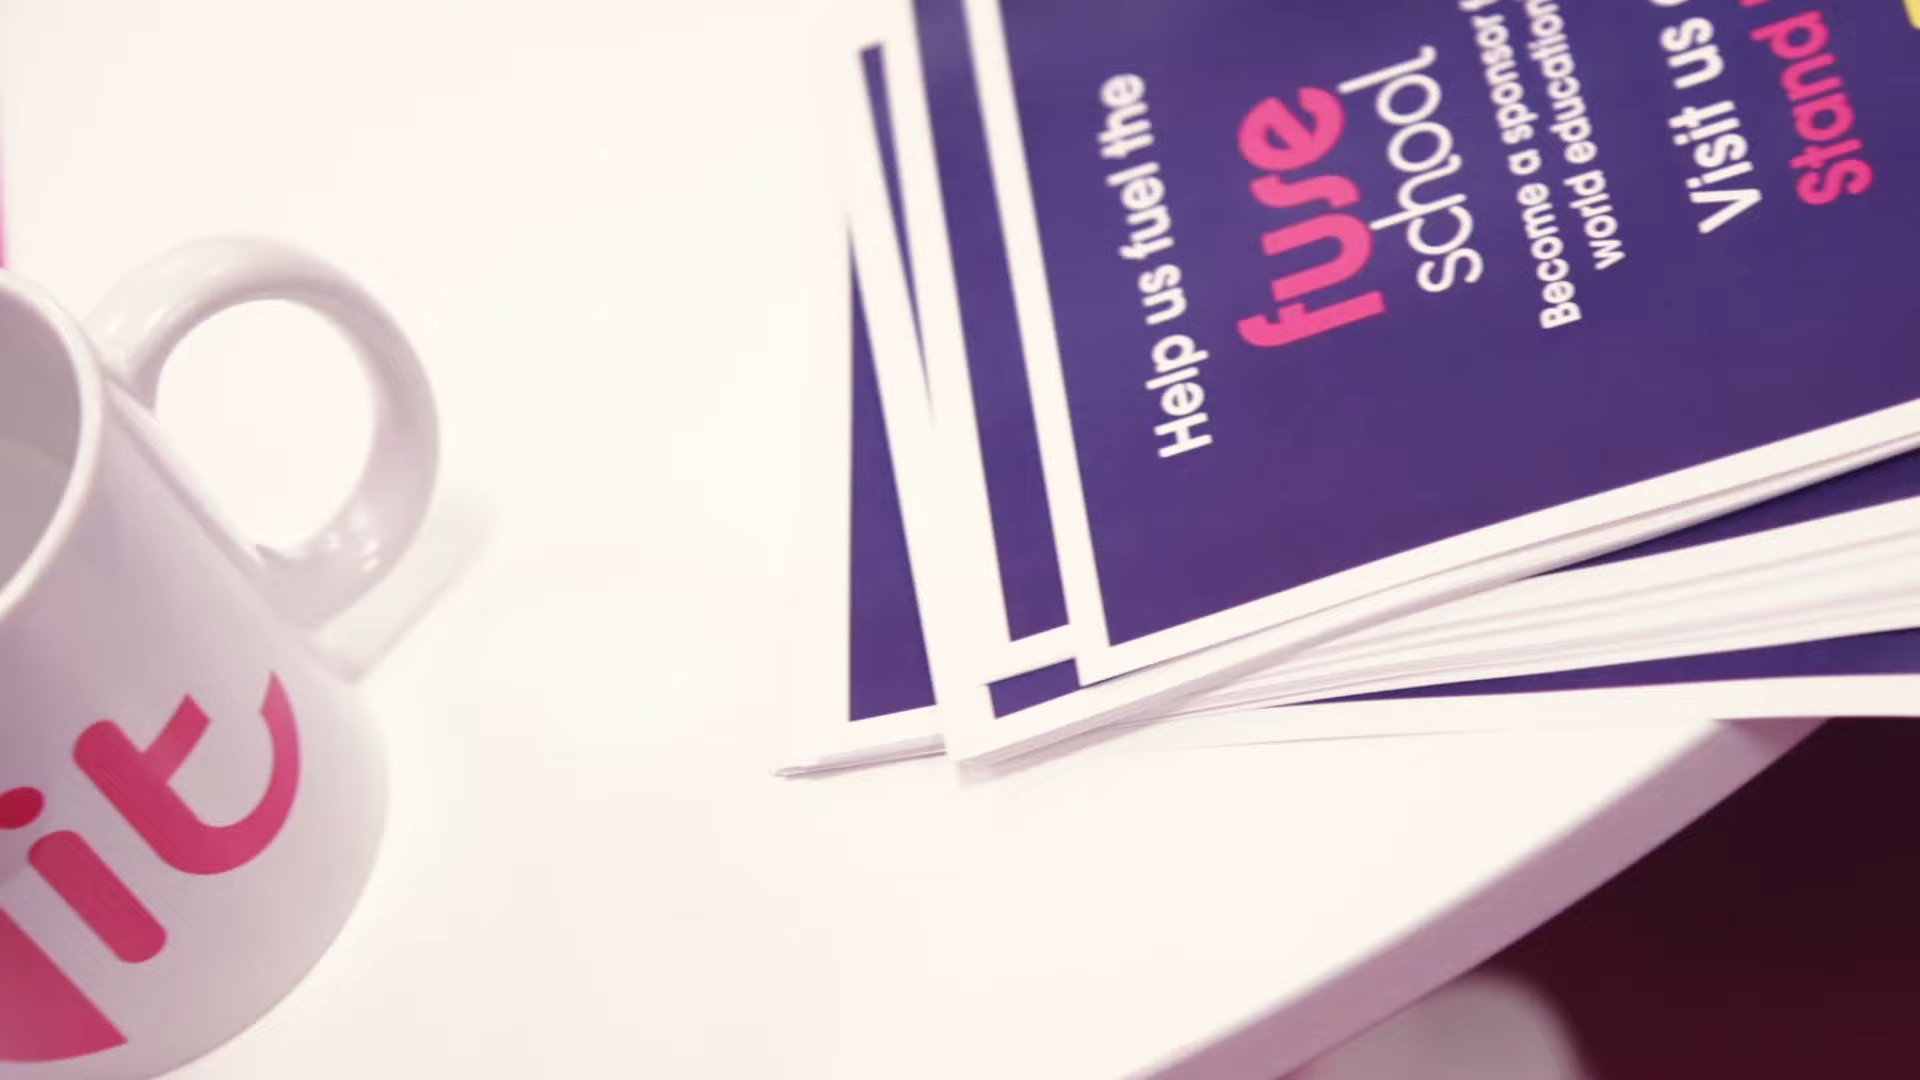 Help us fuel the
fuse
school
Become a sponsor
world education
Visit us
stand
it